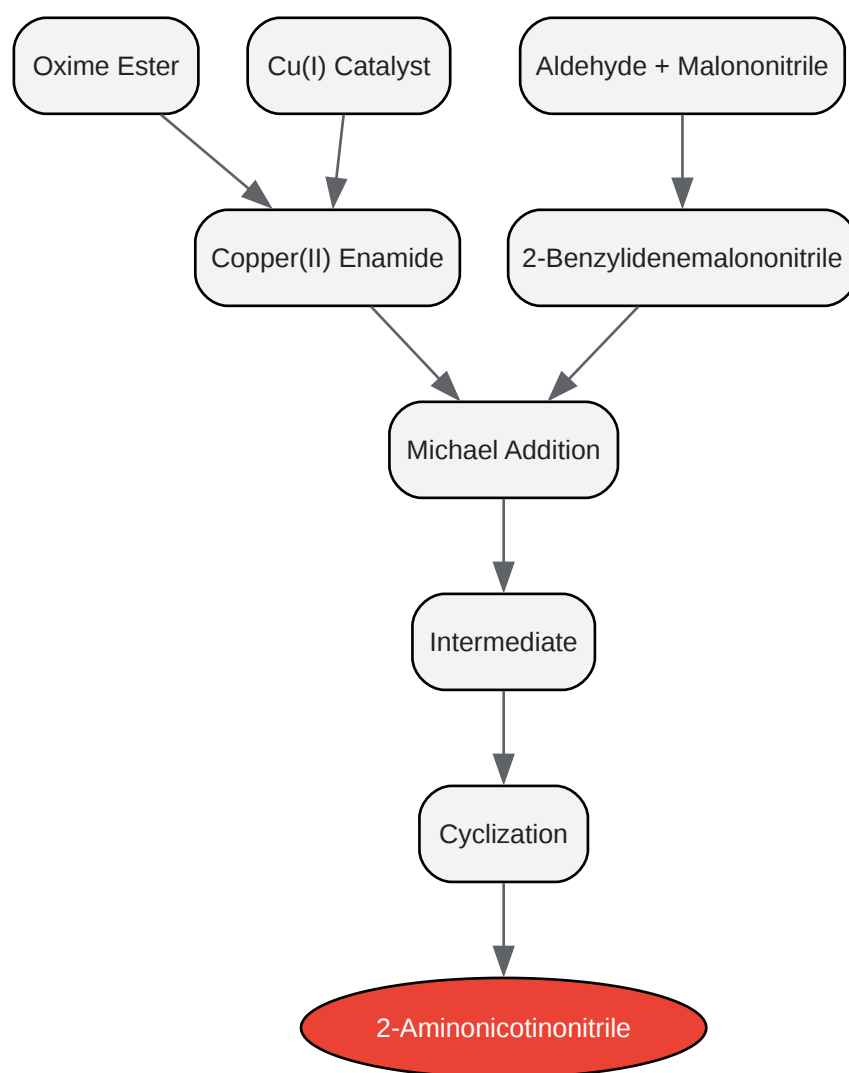 Oxime Ester
Cu(I) Catalyst
Aldehyde + Malononitrile
Copper(II) Enamide
2-Benzylidenemalononitrile
Michael Addition
Intermediate
Cyclization
2-Aminonicotinonitrile